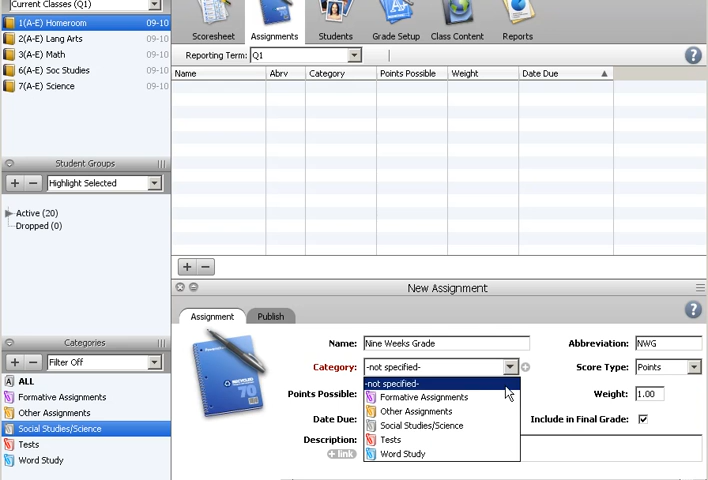 Current Classes (Q1)
1(A-E) Homeroom 09-10
2(A-E) Lang Arts 09-10
3(A-E) Math 09-10
6(A-E) Soc Studies 09-10
7(A-E) Science 09-10
Student Groups
Highlight Selected
Active (20)
Dropped (0)
Categories
Filter Off
ALL
Formative Assignments
Other Assignments
Social Studies/Science
Tests
Word Study
Scoresheet Assignments Students Grade Setup Class Content Reports
Reporting Term: Q1
Name Abrv Category Points Possible Weight Date Due
New Assignment
Assignment Publish
Name: Nine Weeks Grade Abbreviation: NWG
Category: -not specified- Score Type: Points
-not specified-
Formative Assignments
Points Possible: Weight: 1.00
Other Assignments
Date Due: Include in Final Grade:
Social Studies/Science
Description: Tests
+ link Word Study